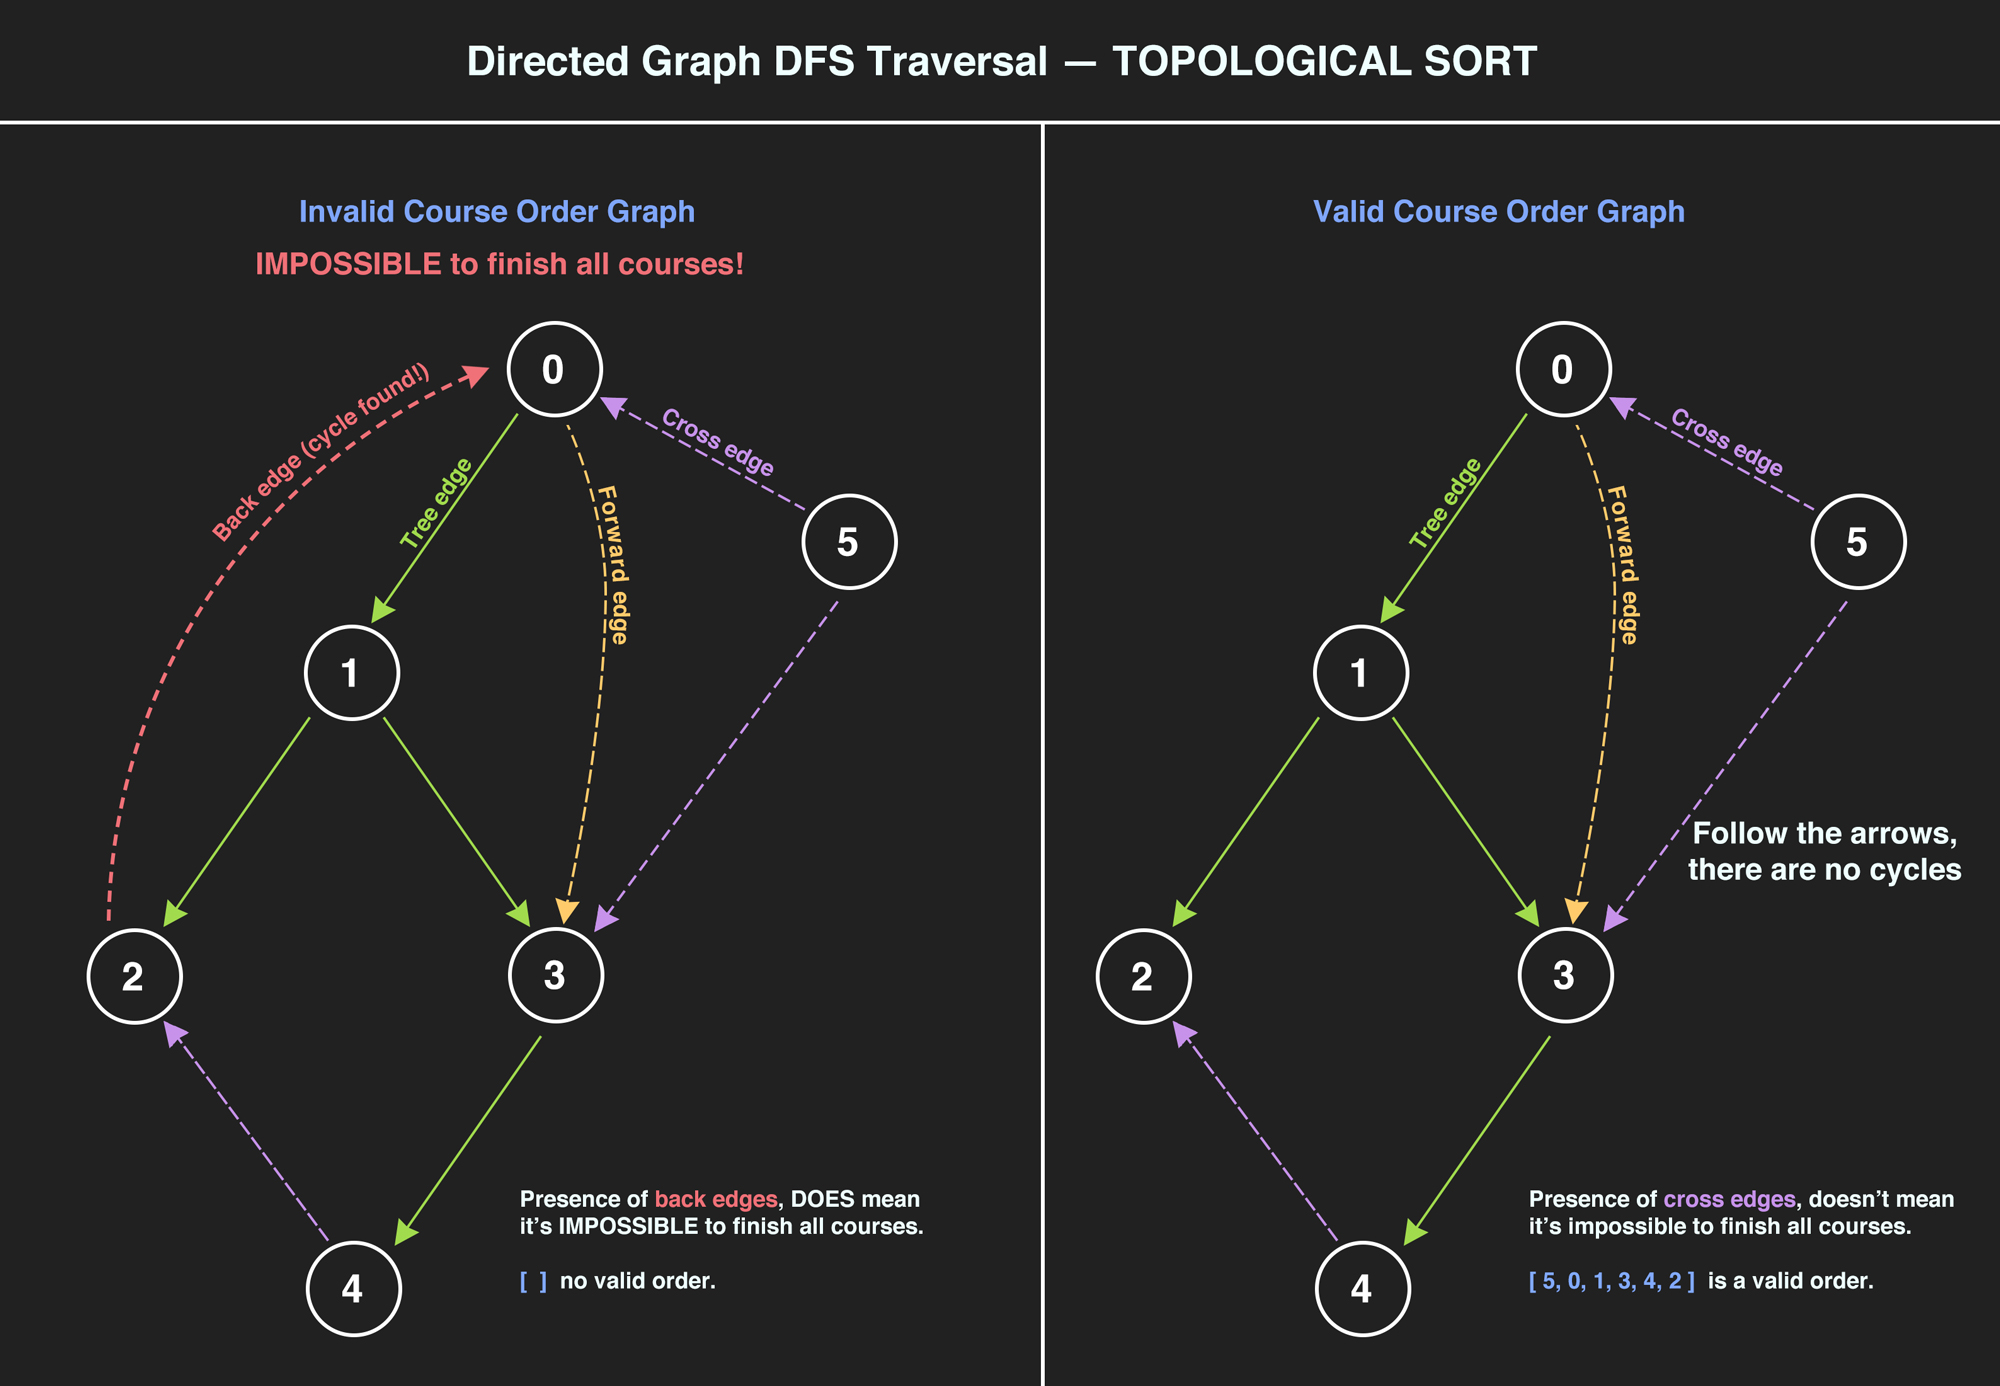 Directed Graph DFS Traversal — TOPOLOGICAL SORT
Invalid Course Order Graph
IMPOSSIBLE to finish all courses!
0
Back edge (cycle found!)
Cross edge
Tree edge
Forward edge
5
1
2
3
4
Presence of back edges, DOES mean
it's IMPOSSIBLE to finish all courses.
[ ] no valid order.
Valid Course Order Graph
0
Cross edge
Tree edge
Forward edge
5
1
Follow the arrows,
there are no cycles
2
3
4
Presence of cross edges, doesn’t mean
it's impossible to finish all courses.
[ 5, 0, 1, 3, 4, 2 ] is a valid order.